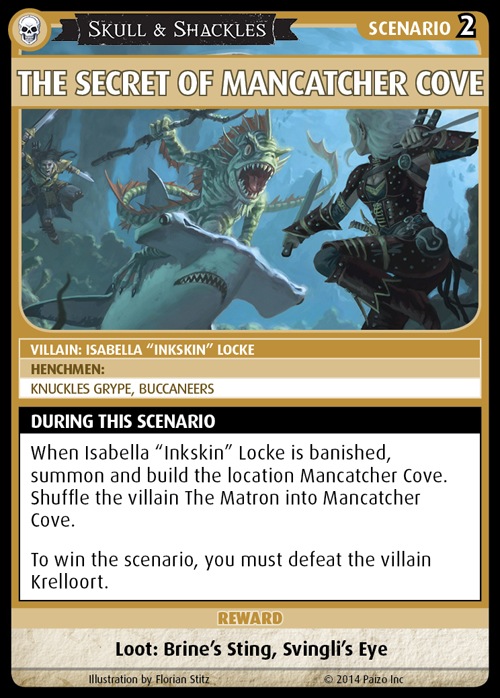 SKULL & SHACKLES
SCENARIO 2
THE SECRET OF MANCATCHER COVE
VILLAIN: ISABELLA “INKSKIN” LOCKE
HENCHMEN:
KNUCKLES GRYPE, BUCCANEERS
DURING THIS SCENARIO
When Isabella “Inkskin” Locke is banished,
summon and build the location Mancatcher Cove.
Shuffle the villain The Matron into Mancatcher
Cove.
To win the scenario, you must defeat the villain
Krelloort.
REWARD
Loot: Brine’s Sting, Svingli’s Eye
Illustration by Florian Stitz
© 2014 Paizo Inc